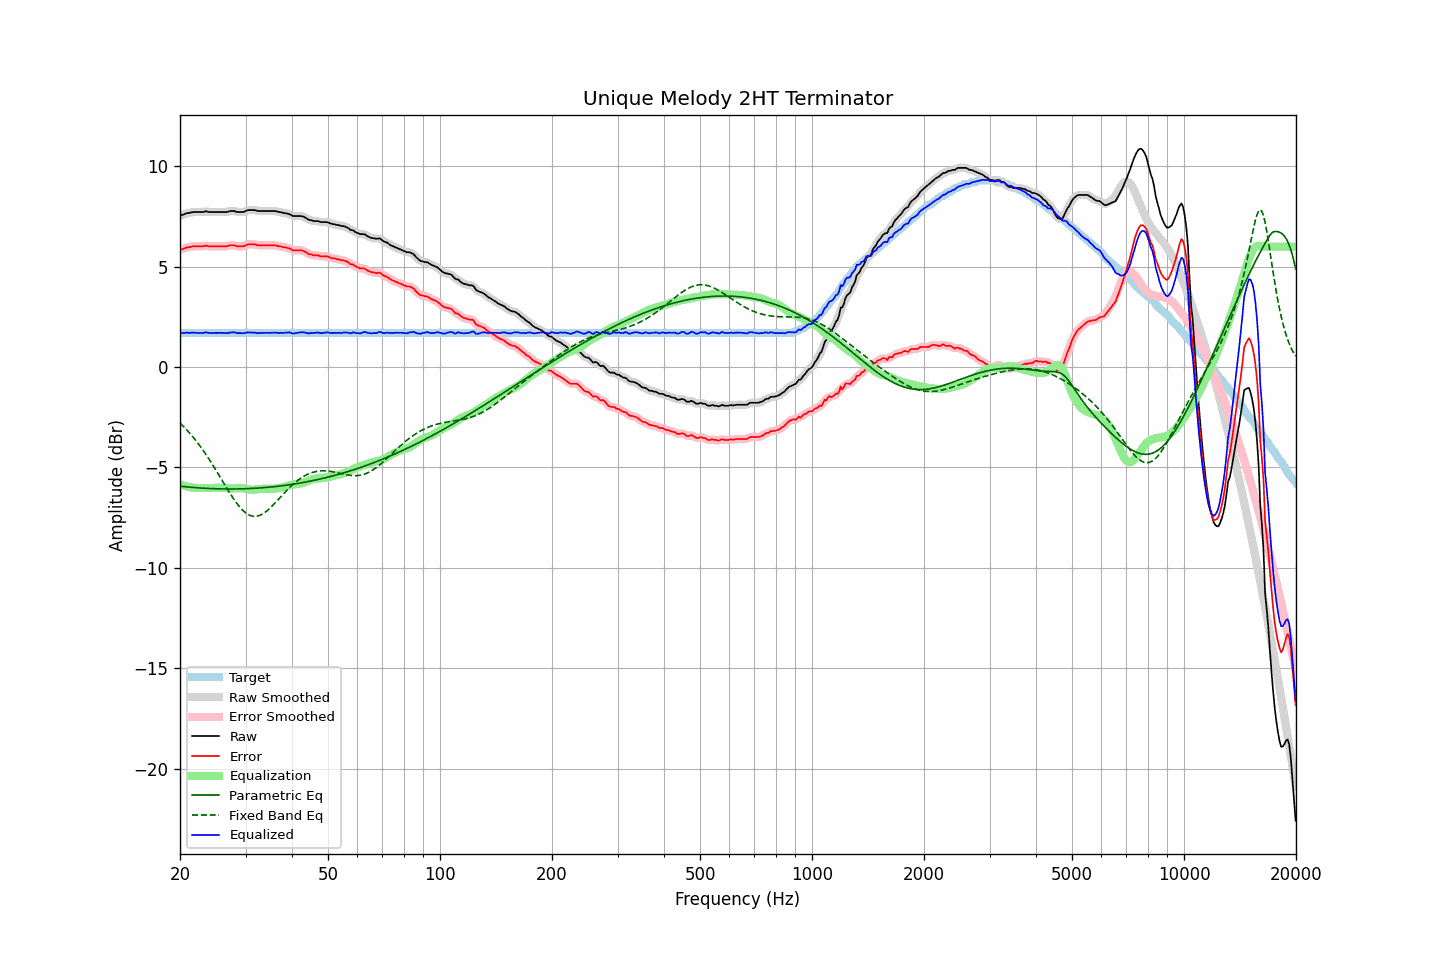 Unique Melody 2HT Terminator
Amplitude (dBr)
10
5
0
−5
−10
−15
−20
Target
Raw Smoothed
Error Smoothed
Raw
Error
Equalization
Parametric Eq
Fixed Band Eq
Equalized
20 50 100 200 500 1000 2000 5000 10000 20000
Frequency (Hz)